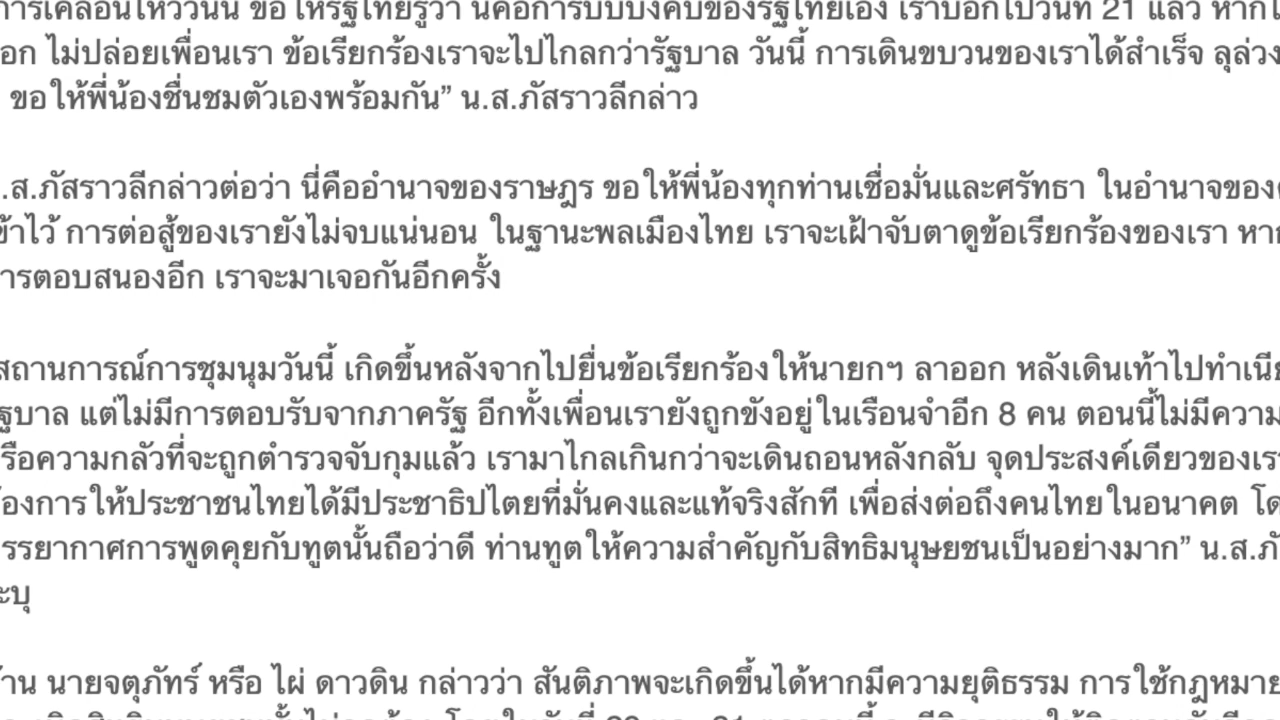 การเคลื่อนไหววันนี้ ขอให้รัฐไทยรู้ว่า นี่คือการบีบบังคับของรัฐไทยเอง เราบอกไปวันที่ 21 แล้ว หาก
ออก ไม่ปล่อยเพื่อนเรา ข้อเรียกร้องเราจะไปไกลกว่ารัฐบาล วันนี้ การเดินขบวนของเราได้สำเร็จ ลุล่วง
ขอให้พี่น้องชื่นชมตัวเองพร้อมกัน” น.ส.ภัสราวลีกล่าว
.ส.ภัสราวลีกล่าวต่อว่า นี่คืออำนาจของราษฎร ขอให้พี่น้องทุกท่านเชื่อมั่นและศรัทธา ในอำนาจของ
ข้าไว้ การต่อสู้ของเรายังไม่จบแน่นอน ในฐานะพลเมืองไทย เราจะเฝ้าจับตาดูข้อเรียกร้องของเรา หาก
ารตอบสนองอีก เราจะมาเจอกันอีกครั้ง
สถานการณ์การชุมนุมวันนี้ เกิดขึ้นหลังจากไปยื่นข้อเรียกร้องให้นายกฯ ลาออก หลังเดินเท้าไปทำเนีย
ฐบาล แต่ไม่มีการตอบรับจากภาครัฐ อีกทั้งเพื่อนเรายังถูกขังอยู่ในเรือนจำอีก 8 คน ตอนนี้ไม่มีความ
รือความกลัวที่จะถูกตำรวจจับกุมแล้ว เรามาไกลเกินกว่าจะเดินถอนหลังกลับ จุดประสงค์เดียวของเรา
้องการให้ประชาชนไทยได้มีประชาธิปไตยที่มั่นคงและแท้จริงสักที เพื่อส่งต่อถึงคนไทยในอนาคต โด
รรยากาศการพูดคุยกับทูตนั้นถือว่าดี ท่านทูตให้ความสำคัญกับสิทธิมนุษยชนเป็นอย่างมาก” น.ส.ภั
ะบุ
้าน นายจตุภัทร์ หรือ ไผ่ ดาวดิน กล่าวว่า สันติภาพจะเกิดขึ้นได้หากมีความยุติธรรม การใช้กฎหมาย